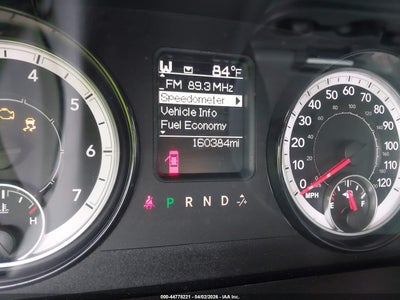 W 84°F
FM 89.3 MHz
Speedometer
Vehicle Info
Fuel Economy
160384mi
4
5
6
7
H
P R N D
0 10 20 30 40 50 60 70 80 90 100 110 120
MPH
E F
000-44778221 - 04/02/2026 - IAA Inc.